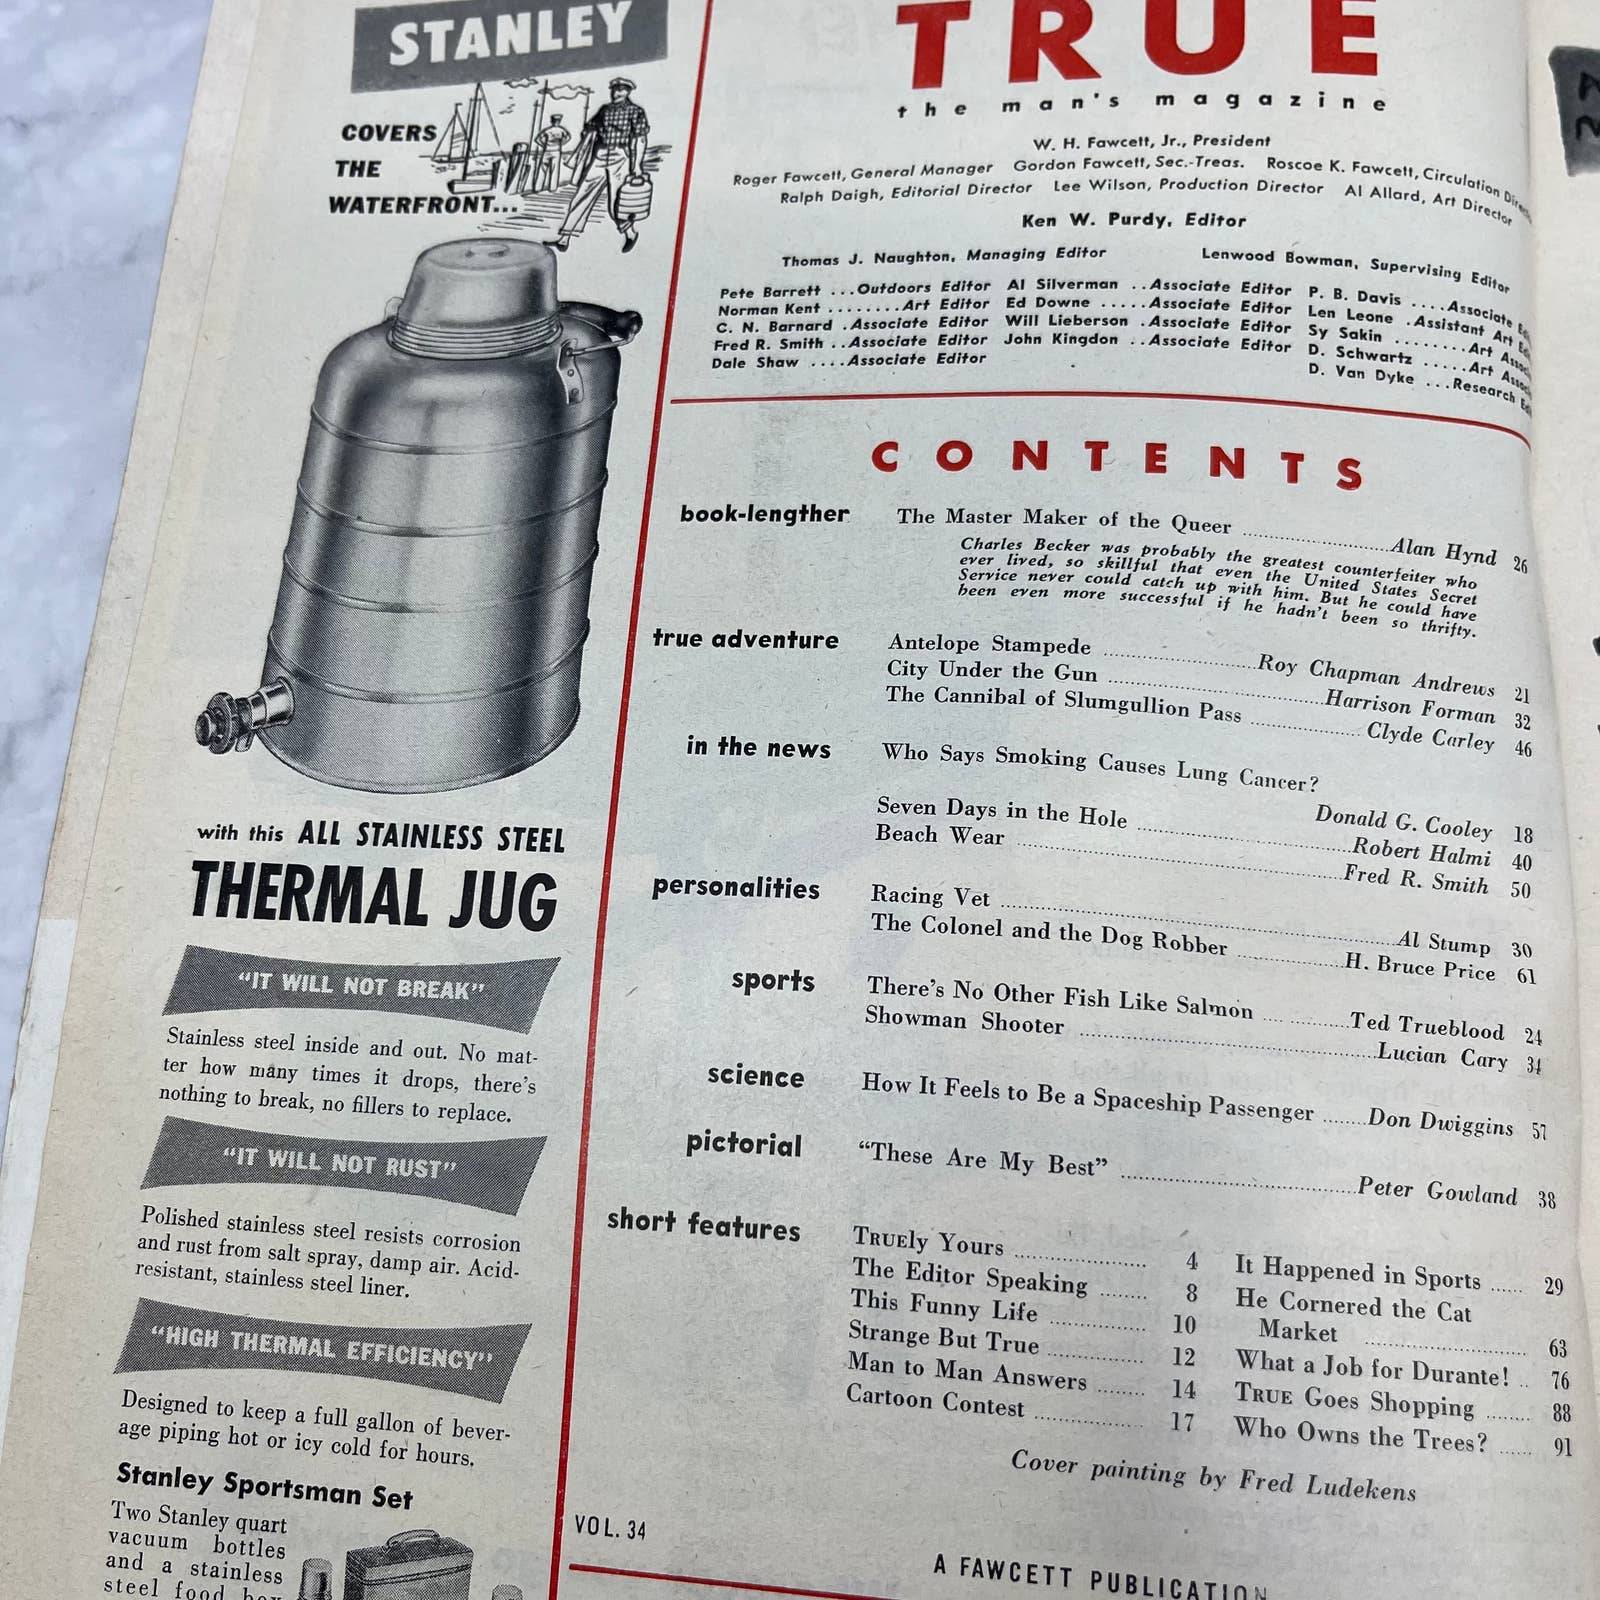 STANLEY
COVERS
THE
WATERFRONT...
with this ALL STAINLESS STEEL
THERMAL JUG
"IT WILL NOT BREAK"
Stainless steel inside and out. No mat-
ter how many times it drops, there's
nothing to break, no fillers to replace.
"IT WILL NOT RUST"
Polished stainless steel resists corrosion
and rust from salt spray, damp air. Acid-
resistant, stainless steel liner.
"HIGH THERMAL EFFICIENCY"
Designed to keep a full gallon of bever-
age piping hot or icy cold for hours.
Stanley Sportsman Set
Two Stanley quart
vacuum bottles
and a stainless
steel food box
TRUE
the man's magazine
W. H. Fawcett, Jr., President
Roger Fawcett, General Manager Gordon Fawcett, Sec.-Treas. Roscoe K. Fawcett, Circulation
Ralph Daigh, Editorial Director Lee Wilson, Production Director Al Allard, Art Director
Ken W. Purdy, Editor
Thomas J. Naughton, Managing Editor Lenwood Bowman, Supervising Editor
Pete Barrett ...Outdoors Editor Al Silverman ..Associate Editor P. B. Davis ....Associate
Norman Kent ........Art Editor Ed Downe .....Associate Editor Len Leone .Assistant Art
C. N. Barnard .Associate Editor Will Lieberson .Associate Editor Sy Sakin ........Art
Fred R. Smith ..Associate Editor John Kingdon ..Associate Editor D. Schwartz .....Art
Dale Shaw ....Associate Editor D. Van Dyke ...Research
CONTENTS
book-lengther The Master Maker of the Queer ........ Alan Hynd 26
Charles Becker was probably the greatest counterfeiter who
ever lived, so skillful that even the United States Secret
Service never could catch up with him. But he could have
been even more successful if he hadn't been so thrifty.
true adventure Antelope Stampede ........ Roy Chapman Andrews 21
City Under the Gun ........ Harrison Forman 32
The Cannibal of Slumgullion Pass ........ Clyde Carley 46
in the news Who Says Smoking Causes Lung Cancer?
Donald G. Cooley 18
Seven Days in the Hole ........ Robert Halmi 40
Beach Wear ........ Fred R. Smith 50
personalities Racing Vet ........ Al Stump 30
The Colonel and the Dog Robber ........ H. Bruce Price 61
sports There's No Other Fish Like Salmon ........ Ted Trueblood 24
Showman Shooter ........ Lucian Cary 34
science How It Feels to Be a Spaceship Passenger ........ Don Dwiggins 57
pictorial "These Are My Best" ........ Peter Gowland 38
short features TRUEly Yours ........ 4
The Editor Speaking ........ 8
This Funny Life ........ 10
Strange But True ........ 12
Man to Man Answers ........ 14
Cartoon Contest ........ 17
It Happened in Sports ...... 29
He Cornered the Cat
Market ........ 63
What a Job for Durante! .. 76
TRUE Goes Shopping ........ 88
Who Owns the Trees? ...... 91
Cover painting by Fred Ludekens
VOL. 34
A FAWCETT PUBLICATION